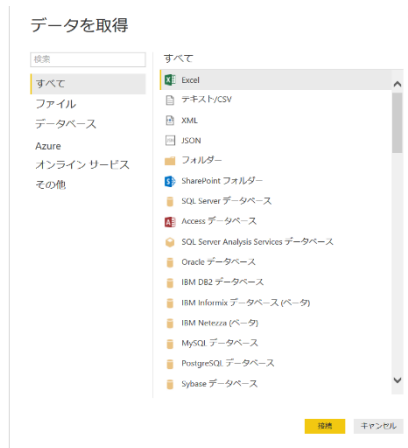 データを取得
検索
すべて
ファイル
データベース
Azure
オンライン サービス
その他
すべて
Excel
テキスト/CSV
XML
JSON
フォルダー
SharePoint フォルダー
SQL Server データベース
Access データベース
SQL Server Analysis Services データベース
Oracle データベース
IBM DB2 データベース
IBM Informix データベース (ベータ)
IBM Netezza (ベータ)
MySQL データベース
PostgreSQL データベース
Sybase データベース
接続
キャンセル